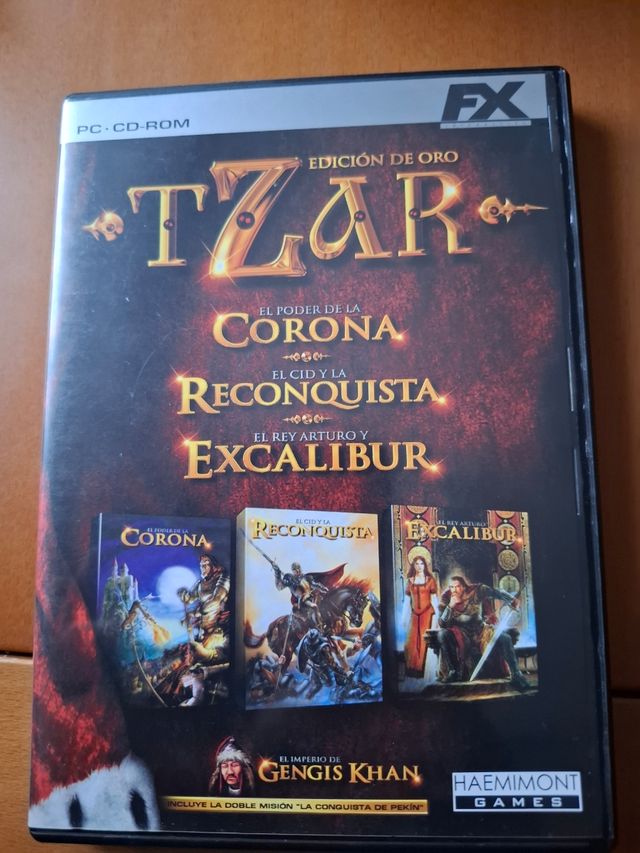 PC · CD-ROM
FX
EDICIÓN DE ORO
TZAR
EL PODER DE LA
CORONA
EL CID Y LA
RECONQUISTA
EL REY ARTURO Y
EXCALIBUR
EL PODER DE LA
CORONA
EL CID Y LA
RECONQUISTA
EL REY ARTURO Y
EXCALIBUR
EL IMPERIO DE
GENGIS KHAN
INCLUYE LA DOBLE MISIÓN "LA CONQUISTA DE PEKÍN"
HAEMIMONT
GAMES